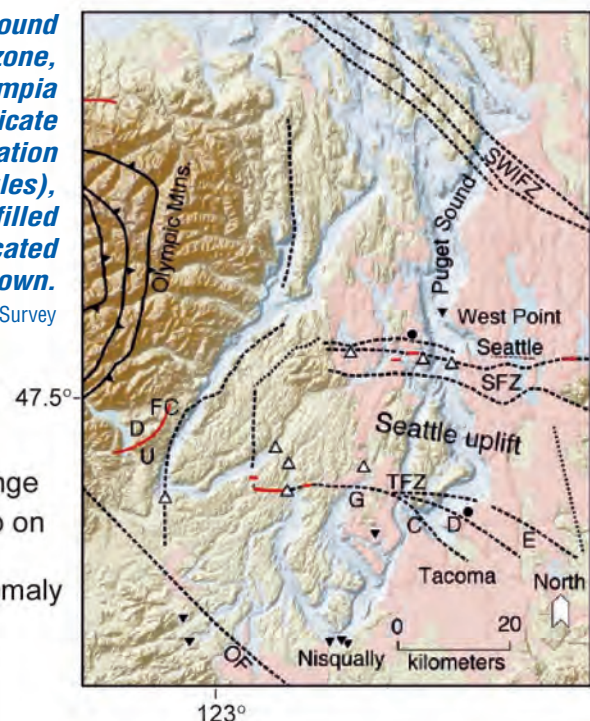 ound
zone,
mpia
icate
ation
les),
filled
cated
own.
Survey
nge
o on
maly
SWIFZ
Olympic Mtns.
Puget Sound
West Point
Seattle
SFZ
47.5°
FC
D
U
Seattle uplift
TFZ
G
C
D
E
Tacoma
North
0 20
kilometers
OF
Nisqually
123°